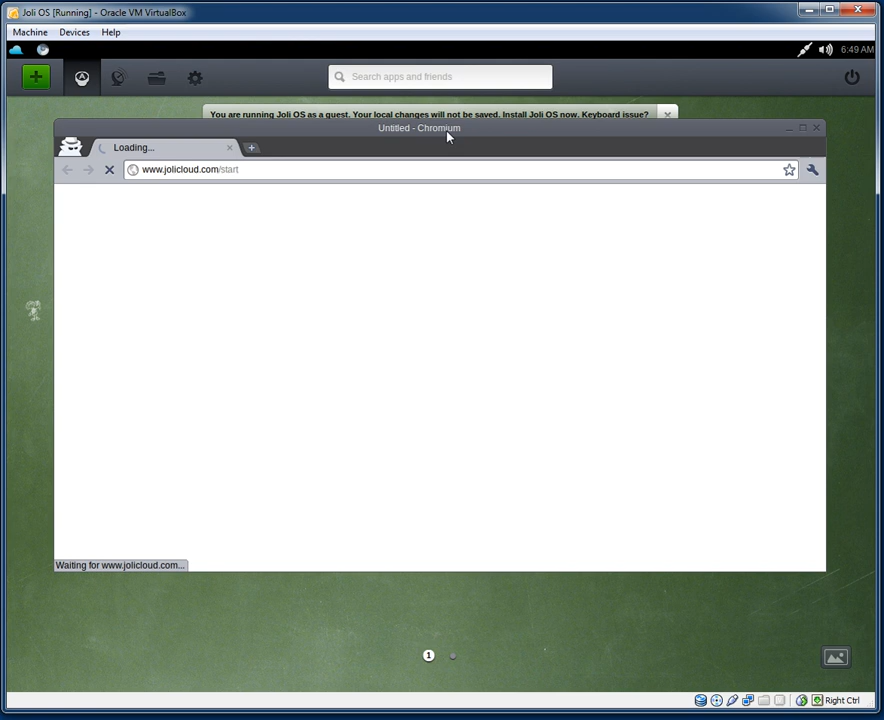 Joli OS [Running] - Oracle VM VirtualBox
Machine Devices Help
6:49 AM
Search apps and friends
You are running Joli OS as a guest. Your local changes will not be saved. Install Joli OS now. Keyboard issue?
Untitled - Chromium
Loading...
www.jolicloud.com/start
Waiting for www.jolicloud.com...
1
Right Ctrl